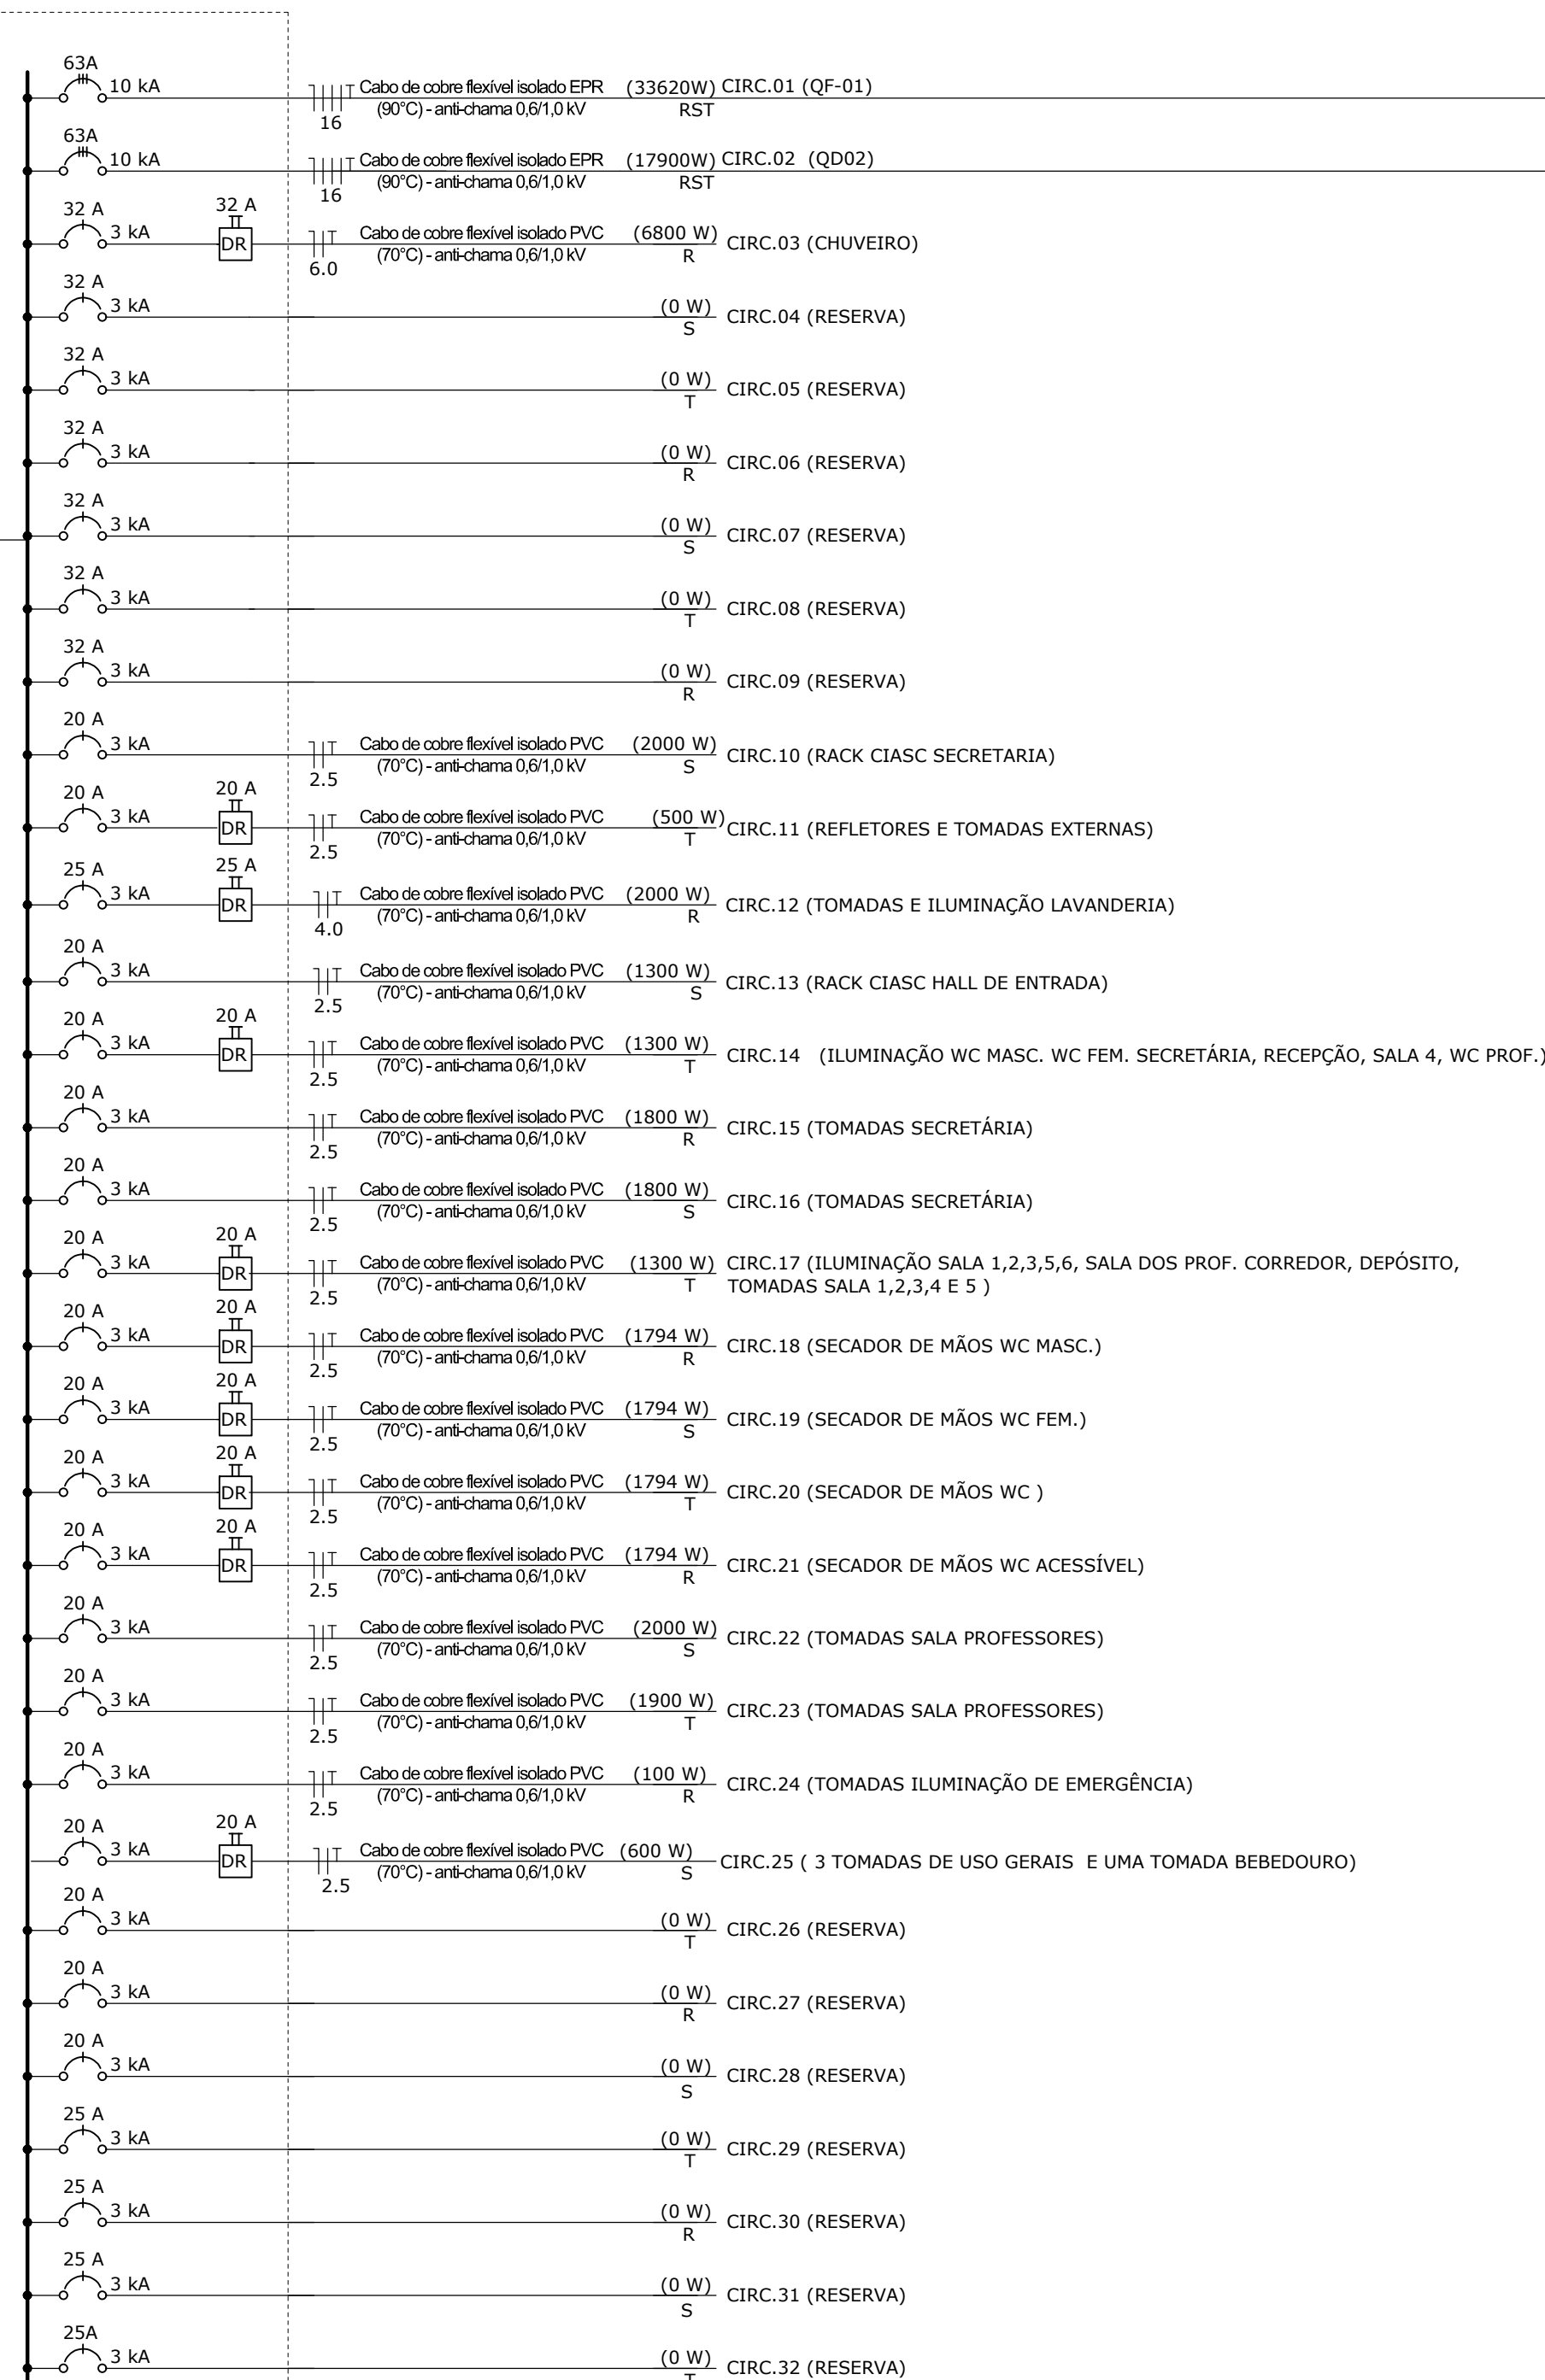 63A
10 kA
Cabo de cobre flexível isolado EPR (33620W) CIRC.01 (QF-01)
(90°C) - anti-chama 0,6/1,0 kV RST
16
63A
10 kA
Cabo de cobre flexível isolado EPR (17900W) CIRC.02 (QD02)
(90°C) - anti-chama 0,6/1,0 kV RST
16
32 A 32 A
3 kA DR Cabo de cobre flexível isolado PVC (6800 W) CIRC.03 (CHUVEIRO)
(70°C) - anti-chama 0,6/1,0 kV R
6.0
32 A
3 kA (0 W) CIRC.04 (RESERVA)
S
32 A
3 kA (0 W) CIRC.05 (RESERVA)
T
32 A
3 kA (0 W) CIRC.06 (RESERVA)
R
32 A
3 kA (0 W) CIRC.07 (RESERVA)
S
32 A
3 kA (0 W) CIRC.08 (RESERVA)
T
32 A
3 kA (0 W) CIRC.09 (RESERVA)
R
20 A
3 kA Cabo de cobre flexível isolado PVC (2000 W) CIRC.10 (RACK CIASC SECRETARIA)
(70°C) - anti-chama 0,6/1,0 kV S
2.5
20 A 20 A
3 kA DR Cabo de cobre flexível isolado PVC (500 W) CIRC.11 (REFLETORES E TOMADAS EXTERNAS)
(70°C) - anti-chama 0,6/1,0 kV T
2.5
25 A 25 A
3 kA DR Cabo de cobre flexível isolado PVC (2000 W) CIRC.12 (TOMADAS E ILUMINAÇÃO LAVANDERIA)
(70°C) - anti-chama 0,6/1,0 kV R
4.0
20 A
3 kA Cabo de cobre flexível isolado PVC (1300 W) CIRC.13 (RACK CIASC HALL DE ENTRADA)
(70°C) - anti-chama 0,6/1,0 kV S
2.5
20 A 20 A
3 kA DR Cabo de cobre flexível isolado PVC (1300 W) CIRC.14 (ILUMINAÇÃO WC MASC. WC FEM. SECRETÁRIA, RECEPÇÃO, SALA 4, WC PROF.)
(70°C) - anti-chama 0,6/1,0 kV T
2.5
20 A
3 kA Cabo de cobre flexível isolado PVC (1800 W) CIRC.15 (TOMADAS SECRETÁRIA)
(70°C) - anti-chama 0,6/1,0 kV R
2.5
20 A
3 kA Cabo de cobre flexível isolado PVC (1800 W) CIRC.16 (TOMADAS SECRETÁRIA)
(70°C) - anti-chama 0,6/1,0 kV S
2.5
20 A 20 A
3 kA DR Cabo de cobre flexível isolado PVC (1300 W) CIRC.17 (ILUMINAÇÃO SALA 1,2,3,5,6, SALA DOS PROF. CORREDOR, DEPÓSITO,
(70°C) - anti-chama 0,6/1,0 kV T TOMADAS SALA 1,2,3,4 E 5 )
2.5
20 A 20 A
3 kA DR Cabo de cobre flexível isolado PVC (1794 W) CIRC.18 (SECADOR DE MÃOS WC MASC.)
(70°C) - anti-chama 0,6/1,0 kV R
2.5
20 A 20 A
3 kA DR Cabo de cobre flexível isolado PVC (1794 W) CIRC.19 (SECADOR DE MÃOS WC FEM.)
(70°C) - anti-chama 0,6/1,0 kV S
2.5
20 A 20 A
3 kA DR Cabo de cobre flexível isolado PVC (1794 W) CIRC.20 (SECADOR DE MÃOS WC )
(70°C) - anti-chama 0,6/1,0 kV T
2.5
20 A 20 A
3 kA DR Cabo de cobre flexível isolado PVC (1794 W) CIRC.21 (SECADOR DE MÃOS WC ACESSÍVEL)
(70°C) - anti-chama 0,6/1,0 kV R
2.5
20 A
3 kA Cabo de cobre flexível isolado PVC (2000 W) CIRC.22 (TOMADAS SALA PROFESSORES)
(70°C) - anti-chama 0,6/1,0 kV S
2.5
20 A
3 kA Cabo de cobre flexível isolado PVC (1900 W) CIRC.23 (TOMADAS SALA PROFESSORES)
(70°C) - anti-chama 0,6/1,0 kV T
2.5
20 A
3 kA Cabo de cobre flexível isolado PVC (100 W) CIRC.24 (TOMADAS ILUMINAÇÃO DE EMERGÊNCIA)
(70°C) - anti-chama 0,6/1,0 kV R
2.5
20 A 20 A
3 kA DR Cabo de cobre flexível isolado PVC (600 W) CIRC.25 ( 3 TOMADAS DE USO GERAIS E UMA TOMADA BEBEDOURO)
(70°C) - anti-chama 0,6/1,0 kV S
2.5
20 A
3 kA (0 W) CIRC.26 (RESERVA)
T
20 A
3 kA (0 W) CIRC.27 (RESERVA)
R
20 A
3 kA (0 W) CIRC.28 (RESERVA)
S
25 A
3 kA (0 W) CIRC.29 (RESERVA)
T
25 A
3 kA (0 W) CIRC.30 (RESERVA)
R
25 A
3 kA (0 W) CIRC.31 (RESERVA)
S
25A
3 kA (0 W) CIRC.32 (RESERVA)
T